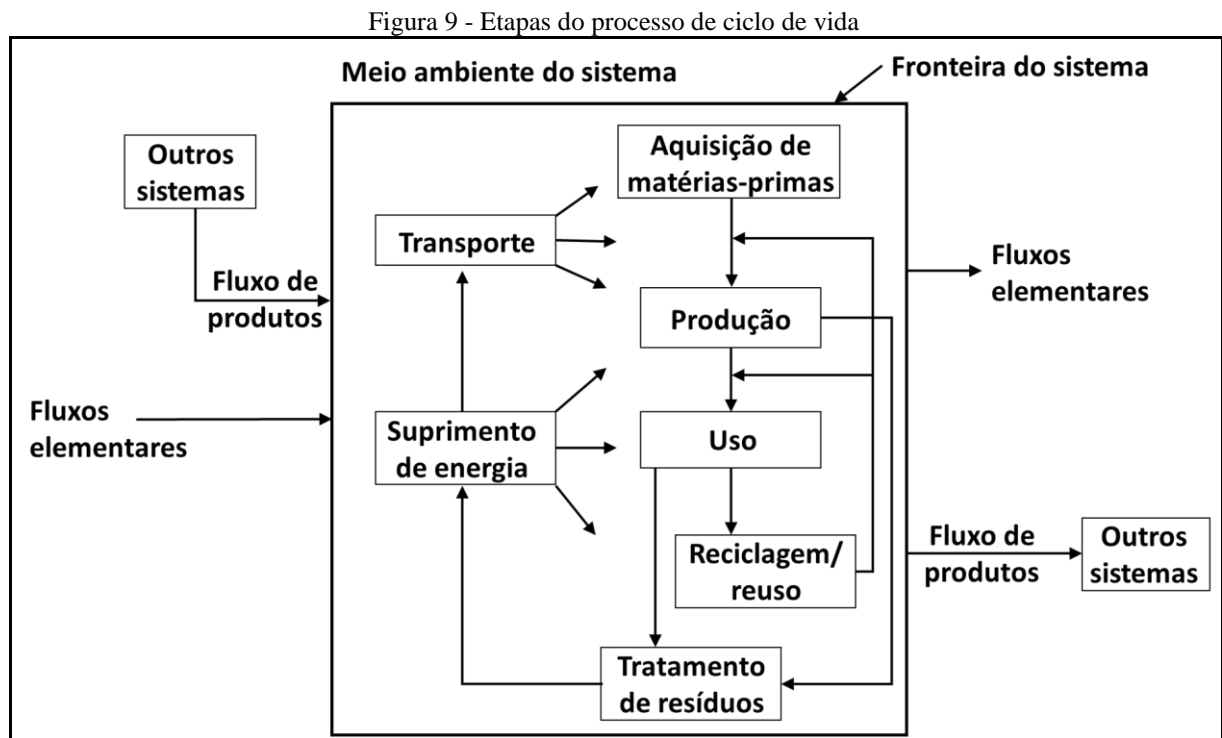 Figura 9 - Etapas do processo de ciclo de vida
Meio ambiente do sistema
Fronteira do sistema
Outros
sistemas
Aquisição de
matérias-primas
Transporte
Fluxo de
produtos
Fluxos
elementares
Produção
Fluxos
elementares
Suprimento
de energia
Uso
Reciclagem/
reuso
Fluxo de
produtos
Outros
sistemas
Tratamento
de resíduos